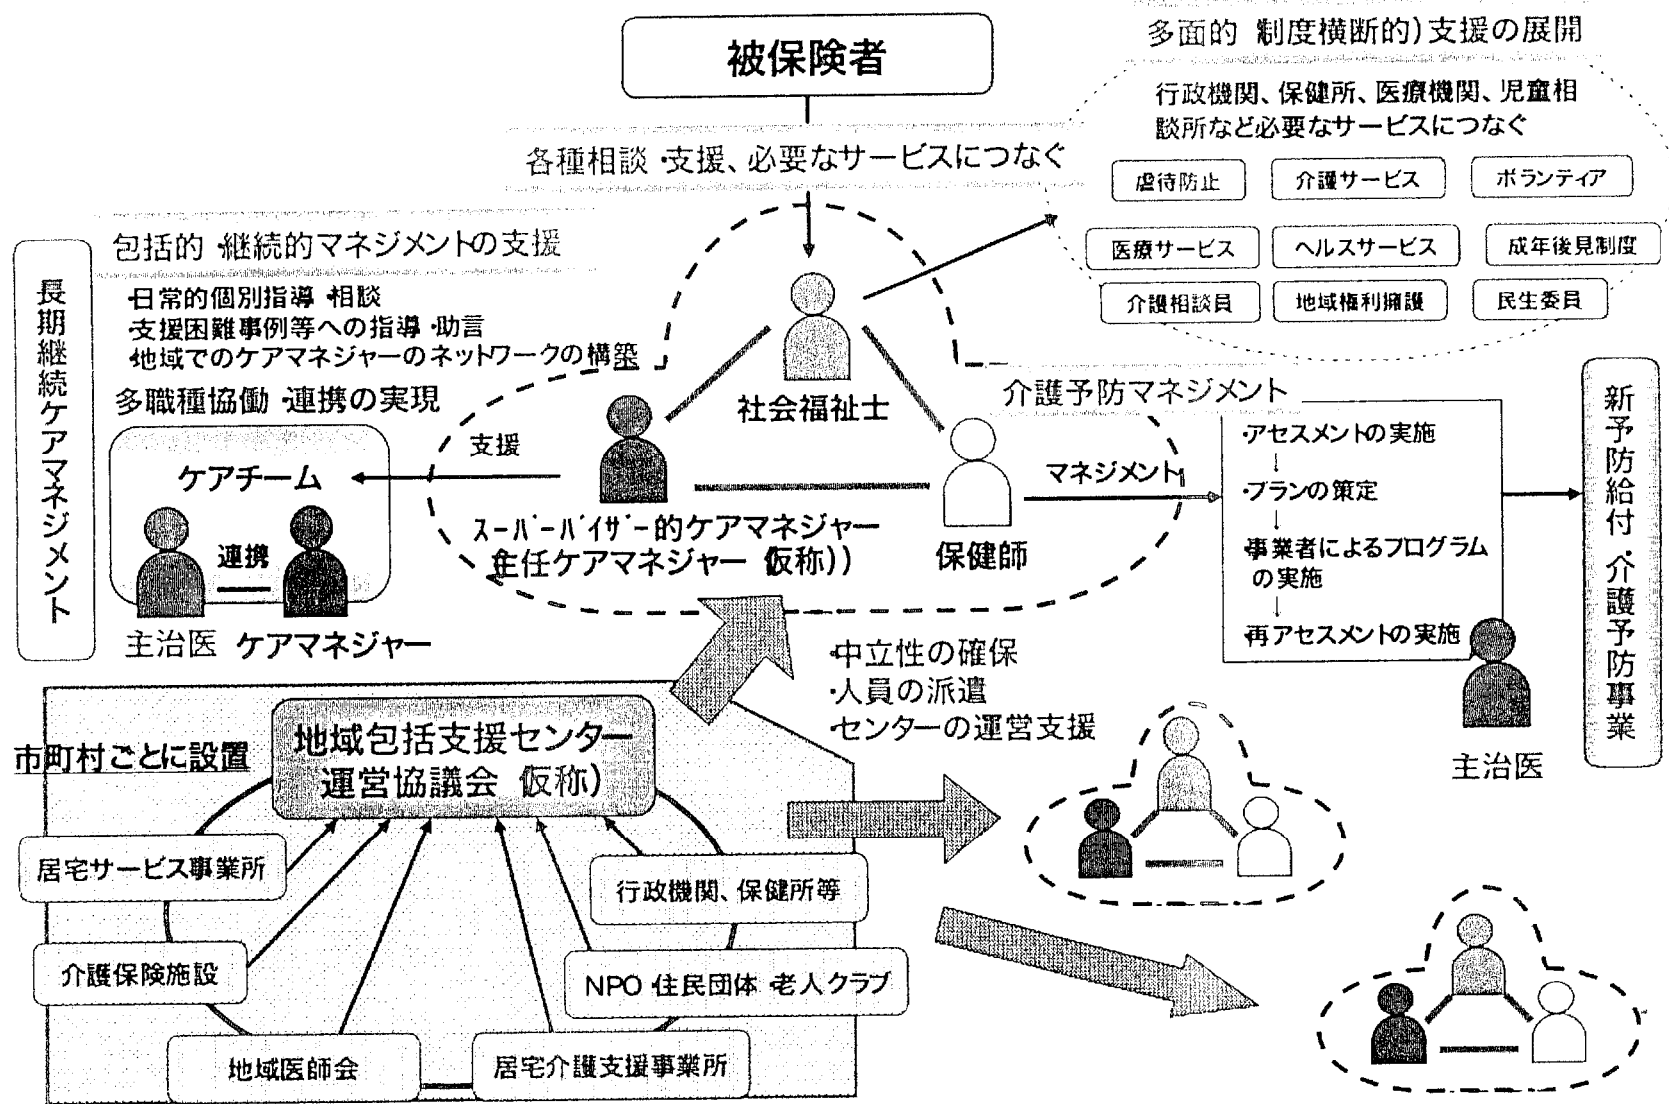 被保険者
多面的 制度横断的)支援の展開
行政機関、保健所、医療機関、児童相
談所など必要なサービスにつなぐ
各種相談・支援、必要なサービスにつなぐ
虐待防止
介護サービス
ボランティア
医療サービス
ヘルスサービス
成年後見制度
介護相談員
地域権利擁護
民生委員
包括的・継続的マネジメントの支援
・日常的個別指導・相談
・支援困難事例等への指導・助言
・地域でのケアマネジャーのネットワークの構築
多職種協働・連携の実現
長期継続ケアマネジメント
ケアチーム
連携
主治医
ケアマネジャー
支援
社会福祉士
スーパーバイザー的ケアマネジャー
主任ケアマネジャー 仮称))
保健師
マネジメント
介護予防マネジメント
・アセスメントの実施
↓
・プランの策定
↓
・事業者によるプログラム
の実施
↓
・再アセスメントの実施
主治医
新予防給付・介護予防事業
・中立性の確保
・人員の派遣
・センターの運営支援
市町村ごとに設置
地域包括支援センター
運営協議会 仮称)
居宅サービス事業所
行政機関、保健所等
介護保険施設
NPO・住民団体・老人クラブ
地域医師会
居宅介護支援事業所